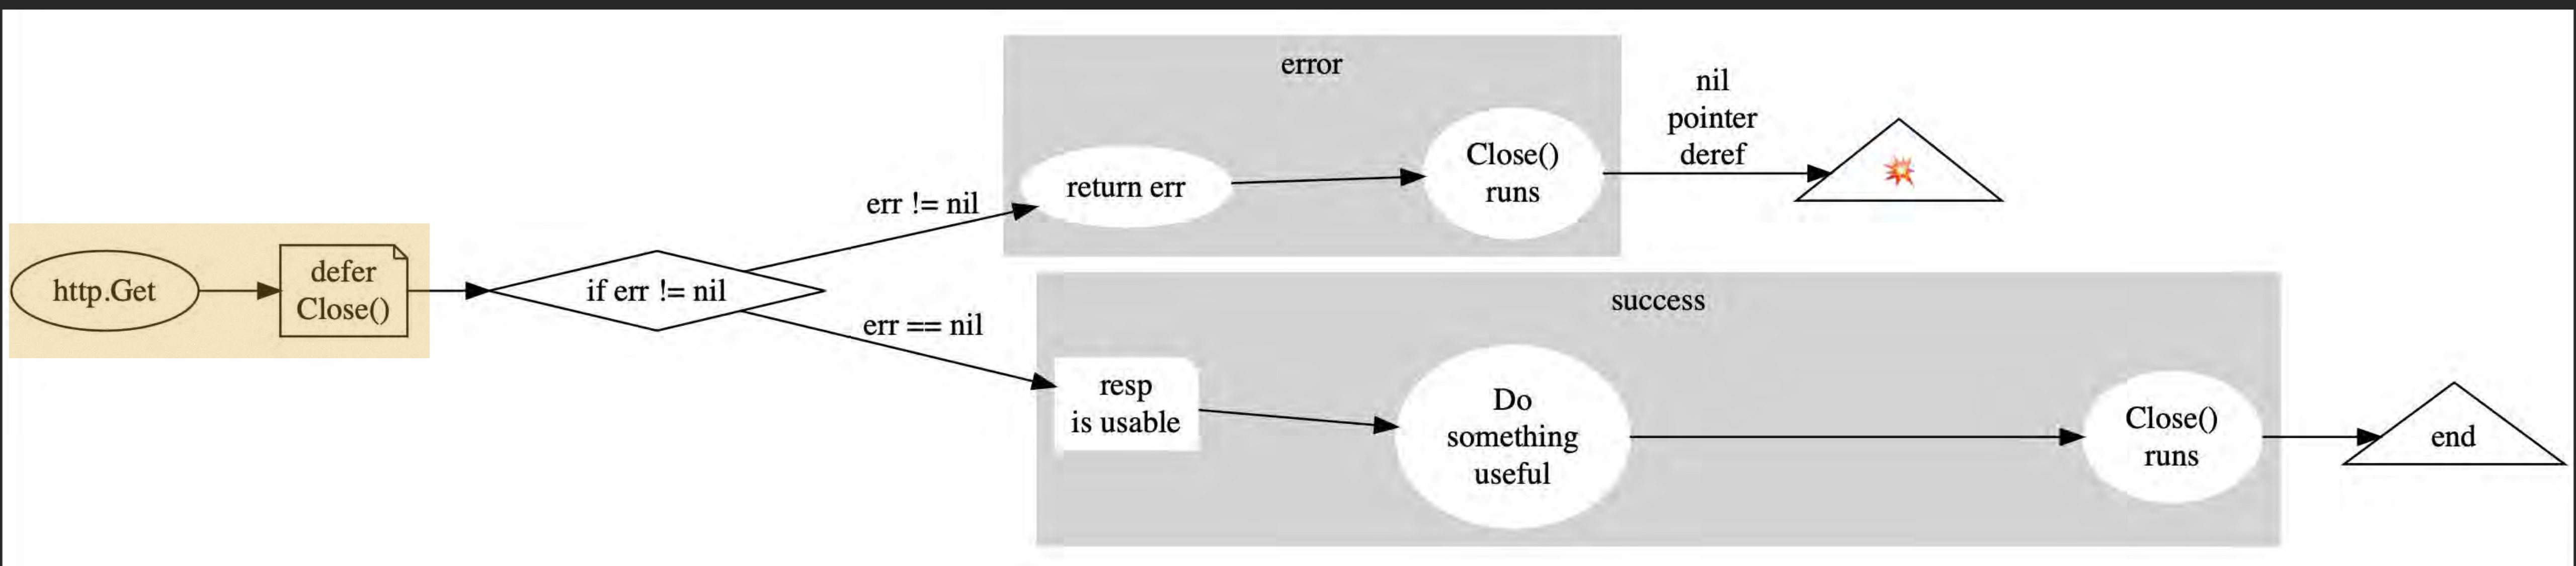 http.Get
defer
Close()
if err != nil
err != nil
err == nil
error
return err
Close()
runs
nil
pointer
deref
success
resp
is usable
Do
something
useful
Close()
runs
end